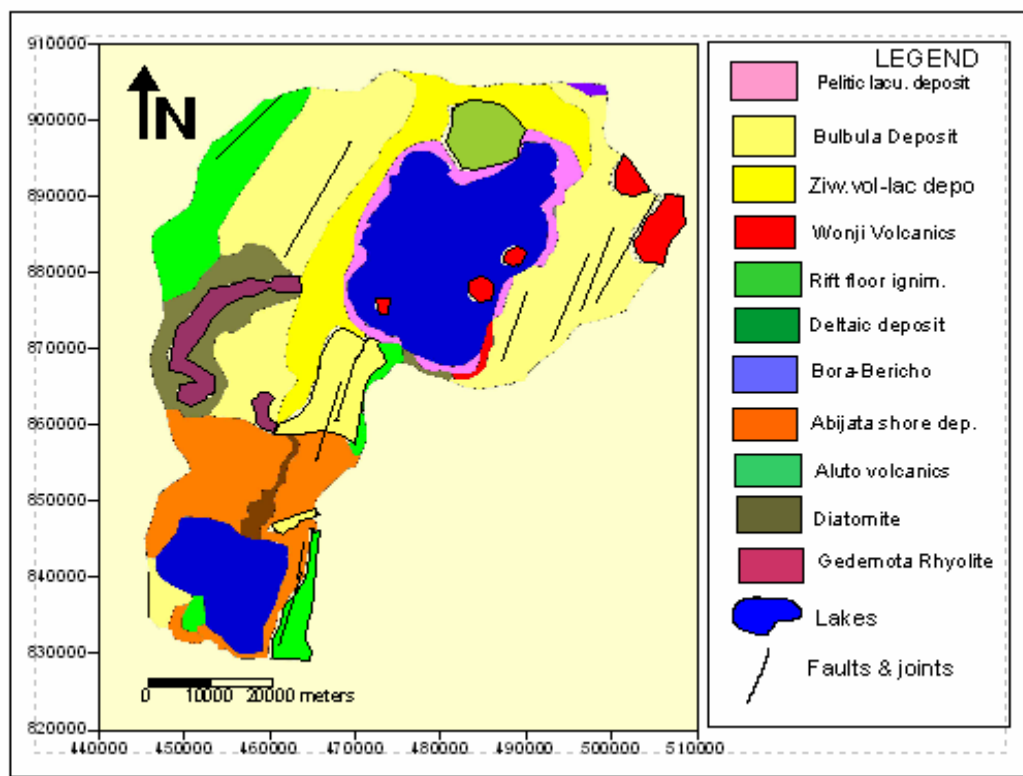 910000
900000
890000
880000
870000
860000
850000
840000
830000
820000
440000 450000 460000 470000 480000 490000 500000 510000
N
0 10000 20000 meters
LEGEND
Pelitic lacu. deposit
Bulbula Deposit
Ziw.vol-lac depo
Wonji Volcanics
Rift floor ignim.
Deltaic deposit
Bora-Bericho
Abijata shore dep.
Aluto volcanics
Diatomite
Gedemota Rhyolite
Lakes
Faults & joints